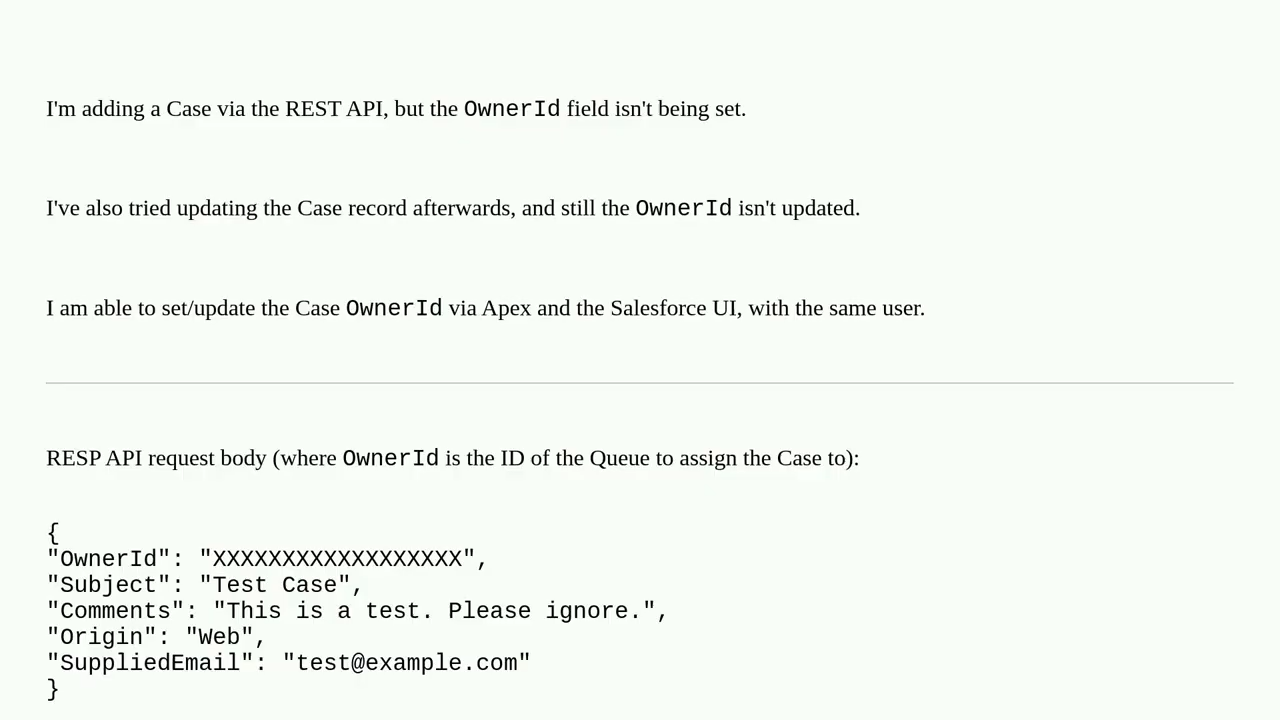 I'm adding a Case via the REST API, but the OwnerId field isn't being set.
I've also tried updating the Case record afterwards, and still the OwnerId isn't updated.
I am able to set/update the Case OwnerId via Apex and the Salesforce UI, with the same user.
RESP API request body (where OwnerId is the ID of the Queue to assign the Case to):
{
"OwnerId": "XXXXXXXXXXXXXXXXXX",
"Subject": "Test Case",
"Comments": "This is a test. Please ignore.",
"Origin": "Web",
"SuppliedEmail": "test@example.com"
}